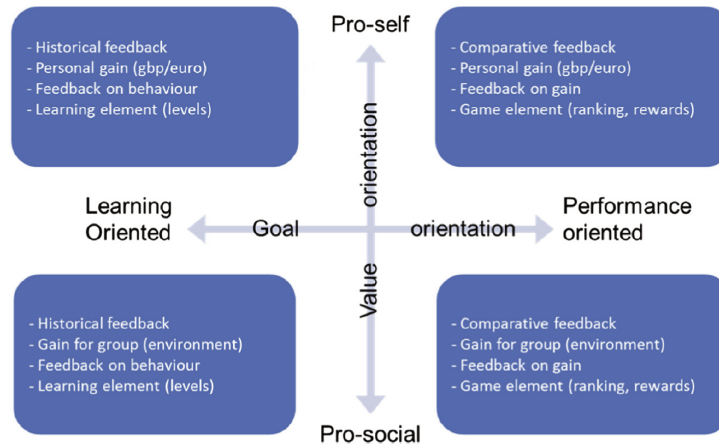 Pro-self
- Historical feedback
- Personal gain (gbp/euro)
- Feedback on behaviour
- Learning element (levels)
- Comparative feedback
- Personal gain (gbp/euro)
- Feedback on gain
- Game element (ranking, rewards)
orientation
Learning
Oriented
Goal
orientation
Performance
oriented
Value
- Historical feedback
- Gain for group (environment)
- Feedback on behaviour
- Learning element (levels)
- Comparative feedback
- Gain for group (environment)
- Feedback on gain
- Game element (ranking, rewards)
Pro-social